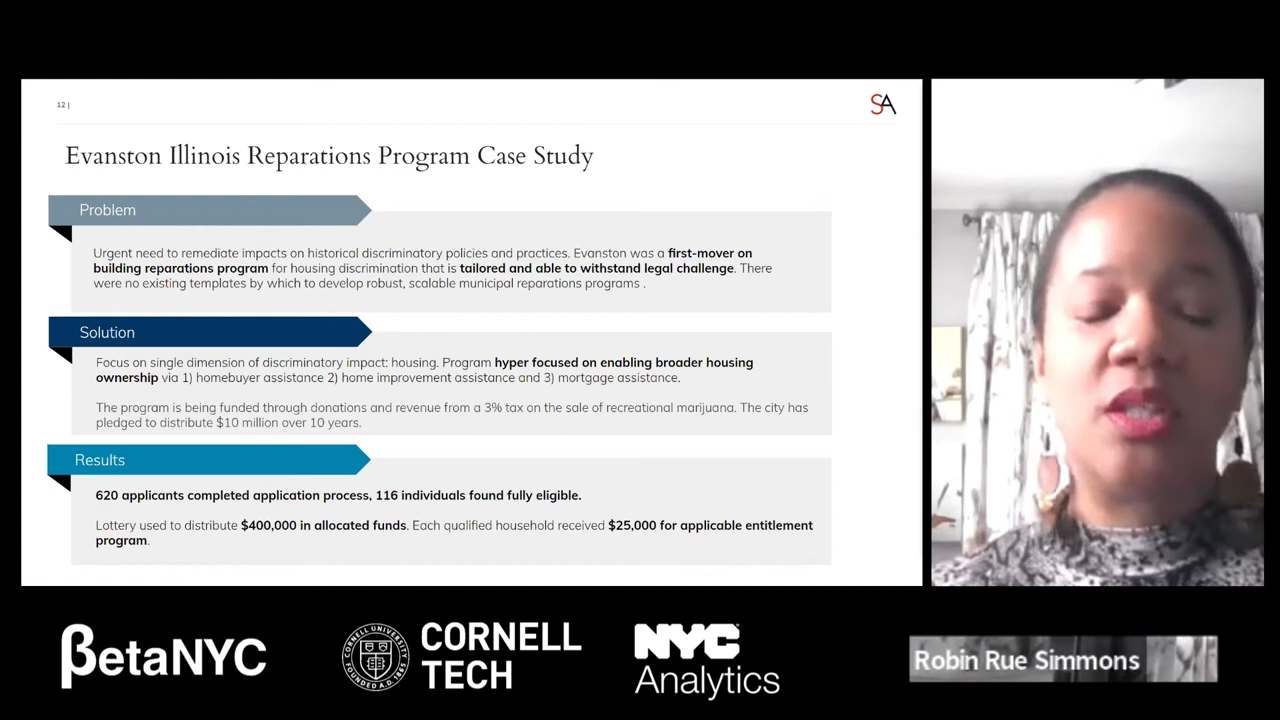 12 |
SA
Evanston Illinois Reparations Program Case Study
Problem
Urgent need to remediate impacts on historical discriminatory policies and practices. Evanston was a first-mover on
building reparations program for housing discrimination that is tailored and able to withstand legal challenge. There
were no existing templates by which to develop robust, scalable municipal reparations programs .
Solution
Focus on single dimension of discriminatory impact: housing. Program hyper focused on enabling broader housing
ownership via 1) homebuyer assistance 2) home improvement assistance and 3) mortgage assistance.
The program is being funded through donations and revenue from a 3% tax on the sale of recreational marijuana. The city has
pledged to distribute $10 million over 10 years.
Results
620 applicants completed application process, 116 individuals found fully eligible.
Lottery used to distribute $400,000 in allocated funds. Each qualified household received $25,000 for applicable entitlement
program.
βetaNYC
CORNELL UNIVERSITY
FOUNDED A.D. 1865
CORNELL
TECH
NYC
Analytics
Robin Rue Simmons